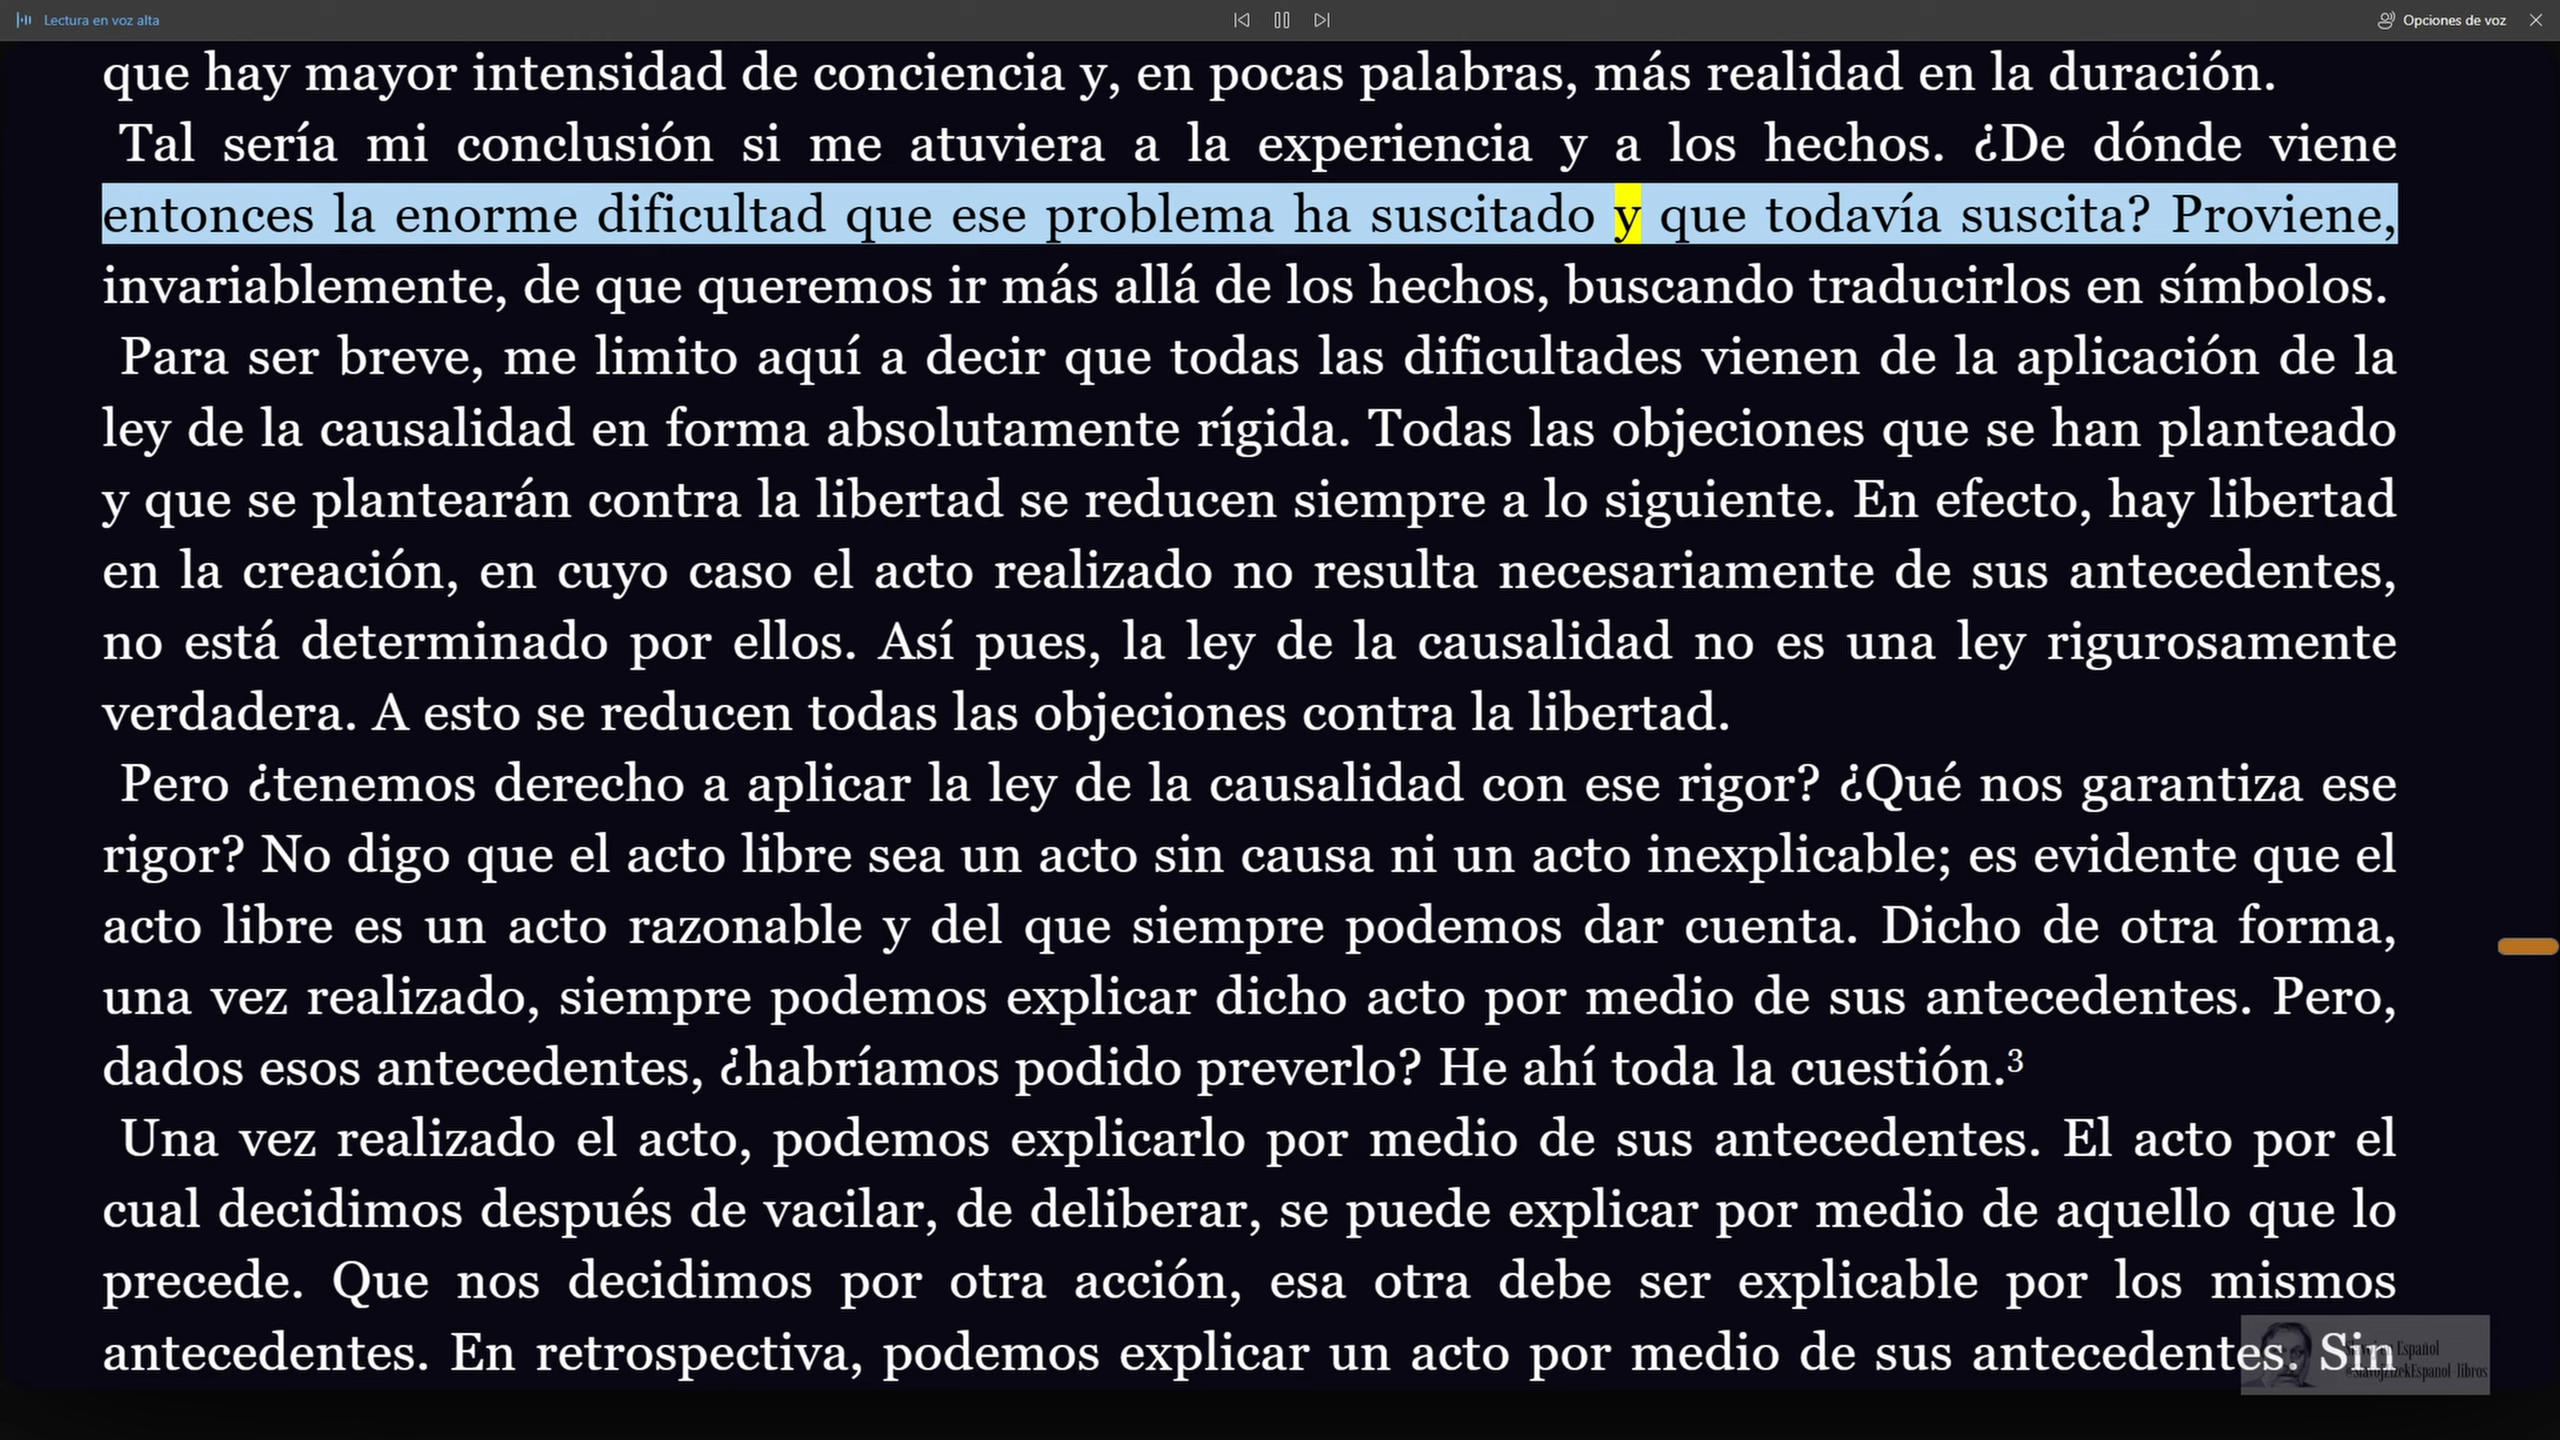 Lectura en voz alta
Opciones de voz
que hay mayor intensidad de conciencia y, en pocas palabras, más realidad en la duración.
Tal sería mi conclusión si me atuviera a la experiencia y a los hechos. ¿De dónde viene
entonces la enorme dificultad que ese problema ha suscitado y que todavía suscita? Proviene,
invariablemente, de que queremos ir más allá de los hechos, buscando traducirlos en símbolos.
Para ser breve, me limito aquí a decir que todas las dificultades vienen de la aplicación de la
ley de la causalidad en forma absolutamente rígida. Todas las objeciones que se han planteado
y que se plantearán contra la libertad se reducen siempre a lo siguiente. En efecto, hay libertad
en la creación, en cuyo caso el acto realizado no resulta necesariamente de sus antecedentes,
no está determinado por ellos. Así pues, la ley de la causalidad no es una ley rigurosamente
verdadera. A esto se reducen todas las objeciones contra la libertad.
Pero ¿tenemos derecho a aplicar la ley de la causalidad con ese rigor? ¿Qué nos garantiza ese
rigor? No digo que el acto libre sea un acto sin causa ni un acto inexplicable; es evidente que el
acto libre es un acto razonable y del que siempre podemos dar cuenta. Dicho de otra forma,
una vez realizado, siempre podemos explicar dicho acto por medio de sus antecedentes. Pero,
dados esos antecedentes, ¿habríamos podido preverlo? He ahí toda la cuestión.³
Una vez realizado el acto, podemos explicarlo por medio de sus antecedentes. El acto por el
cual decidimos después de vacilar, de deliberar, se puede explicar por medio de aquello que lo
precede. Que nos decidimos por otra acción, esa otra debe ser explicable por los mismos
antecedentes. En retrospectiva, podemos explicar un acto por medio de sus antecedentes. Sin
Español